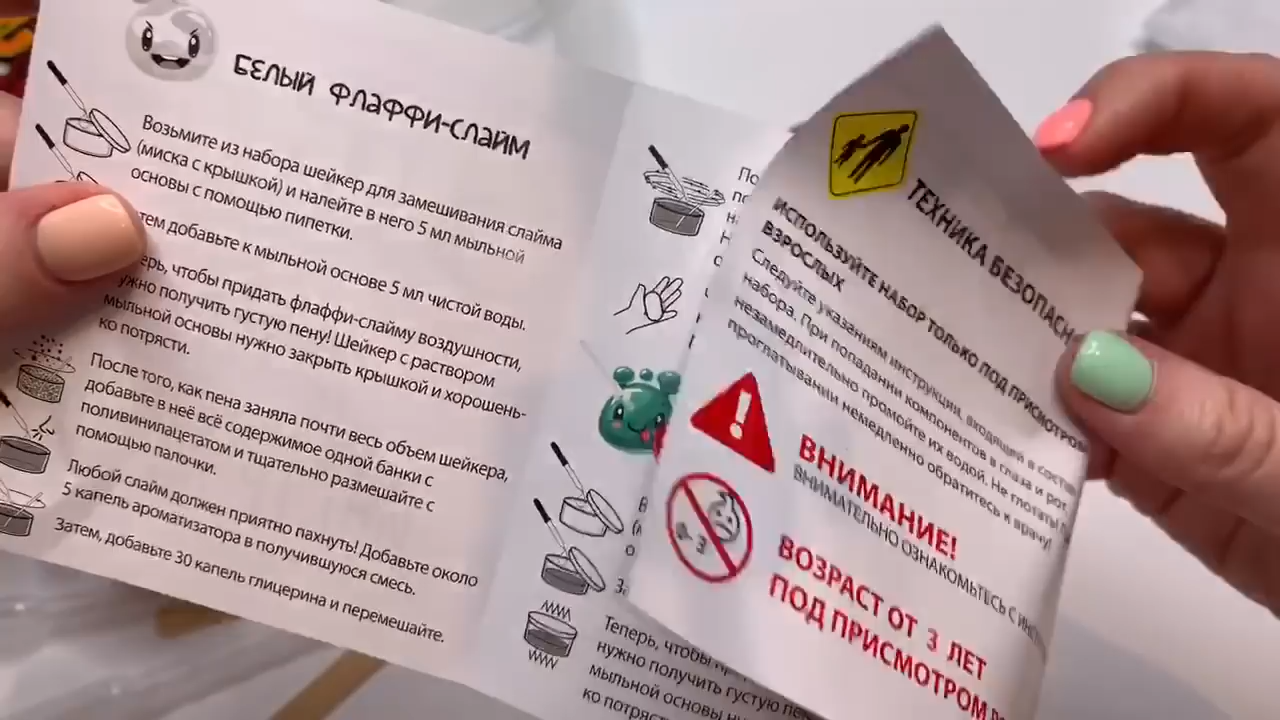 БЕЛЫЙ ФЛАФФИ-СЛАЙМ
Возьмите из набора шейкер для замешивания слайма
(миска с крышкой) и налейте в него 5 мл мыльной
основы с помощью пипетки.
тем добавьте к мыльной основе 5 мл чистой воды.
ерь, чтобы придать флаффи-слайму воздушности,
ужно получить густую пену! Шейкер с раствором
мыльной основы нужно закрыть крышкой и хорошень-
ко потрясти.
После того, как пена заняла почти весь объем шейкера,
добавьте в неё всё содержимое одной банки с
поливинилацетатом и тщательно размешайте с
помощью палочки.
Любой слайм должен приятно пахнуть! Добавьте около
5 капель ароматизатора в получившуюся смесь.
Затем, добавьте 30 капель глицерина и перемешайте.
Теперь, чтобы
нужно получить густую
мыльной основы
ко потрясти
ТЕХНИКА БЕЗОПАСН
ИСПОЛЬЗУЙТЕ НАБОР ТОЛЬКО ПОД ПРИСМОТРО
ВЗРОСЛЫХ
Следуйте указаниям инструкции, входящей в соста
набора. При попадании компонентов в глаза и рот
незамедлительно промойте их водой. Не глотать!
проглатывании немедленно обратитесь к врачу!
ВНИМАНИЕ!
ВНИМАТЕЛЬНО ОЗНАКОМЬТЕСЬ С
0-3
ВОЗРАСТ ОТ 3 ЛЕТ
ПОД ПРИСМОТРОМ